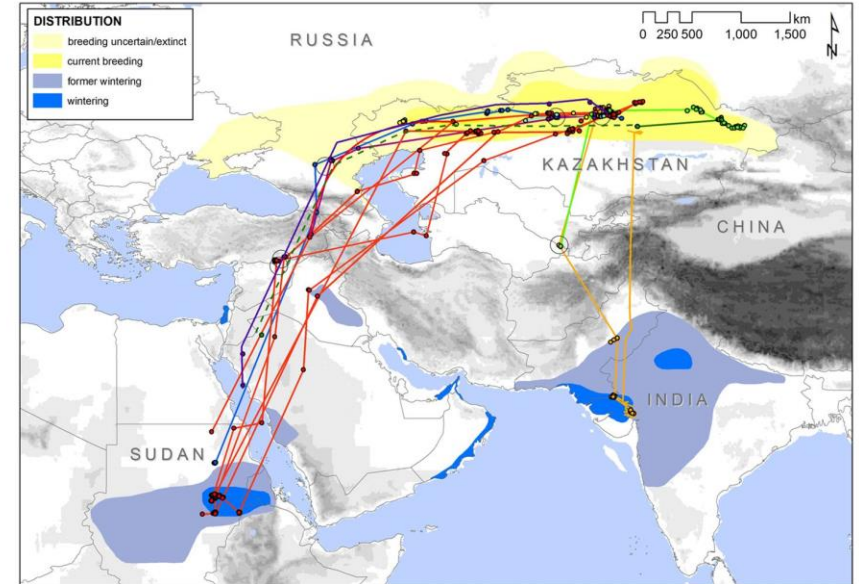 DISTRIBUTION
breeding uncertain/extinct
current breeding
former wintering
wintering
km
0 250 500 1,000 1,500
N
RUSSIA
KAZAKHSTAN
CHINA
INDIA
SUDAN